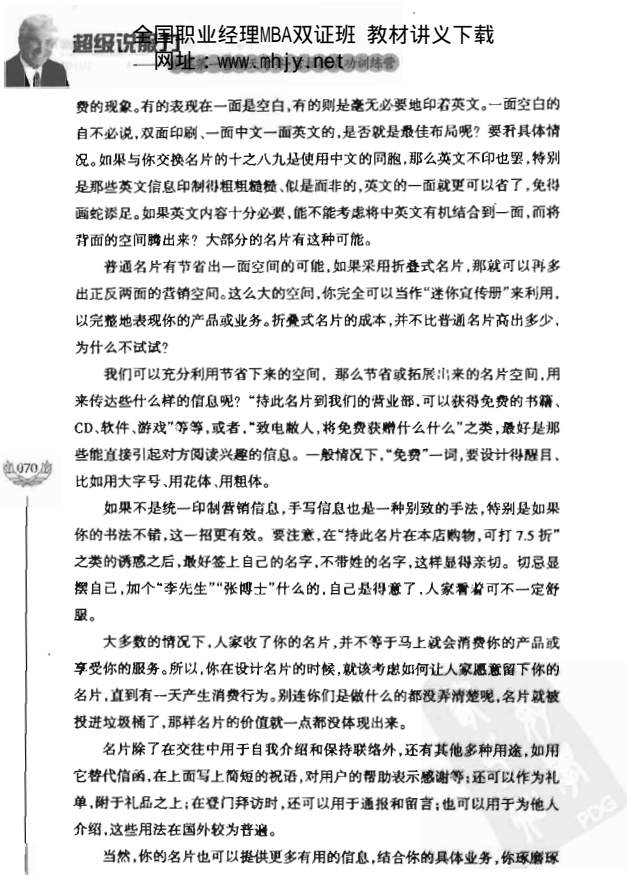 超级说服力
全国职业经理MBA双证班 教材讲义下载
网址：www.mhjy.net
功训练营
费的现象。有的表现在一面是空白,有的则是毫无必要地印着英文。一面空白的
自不必说,双面印刷、一面中文一面英文的,是否就是最佳布局呢? 要看具体情
况。如果与你交换名片的十之八九是使用中文的同胞,那么英文不印也罢,特别
是那些英文信息印制得粗粗糙糙、似是而非的,英文的一面就更可以省了,免得
画蛇添足。如果英文内容十分必要,能不能考虑将中英文有机结合到一面,而将
背面的空间腾出来? 大部分的名片有这种可能。
普通名片有节省出一面空间的可能,如果采用折叠式名片,那就可以再多
出正反两面的营销空间。这么大的空间,你完全可以当作“迷你宣传册”来利用,
以完整地表现你的产品或业务。折叠式名片的成本,并不比普通名片高出多少,
为什么不试试?
我们可以充分利用节省下来的空间, 那么节省或拓展出来的名片空间,用
来传达些什么样的信息呢? “持此名片到我们的营业部,可以获得免费的书籍、
CD、软件、游戏”等等,或者,“致电敝人,将免费获赠什么什么”之类,最好是那
些能直接引起对方阅读兴趣的信息。一般情况下,“免费”一词,要设计得醒目,
070
比如用大字号、用花体、用粗体。
如果不是统一印制营销信息,手写信息也是一种别致的手法,特别是如果
你的书法不错,这一招更有效。要注意,在“持此名片在本店购物,可打 7.5 折”
之类的诱惑之后,最好签上自己的名字,不带姓的名字,这样显得亲切。切忌显
摆自己,加个“李先生”“张博士”什么的,自己是得意了,人家看着可不一定舒
服。
大多数的情况下,人家收了你的名片,并不等于马上就会消费你的产品或
享受你的服务。所以,你在设计名片的时候,就该考虑如何让人家愿意留下你的
名片,直到有一天产生消费行为。别连你们是做什么的都没弄清楚呢,名片就被
投进垃圾桶了,那样名片的价值就一点都没体现出来。
名片除了在交往中用于自我介绍和保持联络外,还有其他多种用途,如用
它替代信函,在上面写上简短的祝语,对用户的帮助表示感谢等;还可以作为礼
单,附于礼品之上;在登门拜访时,还可以用于通报和留言;也可以用于为他人
介绍,这些用法在国外较为普遍。
PDG
当然,你的名片也可以提供更多有用的信息,结合你的具体业务,你琢磨琢